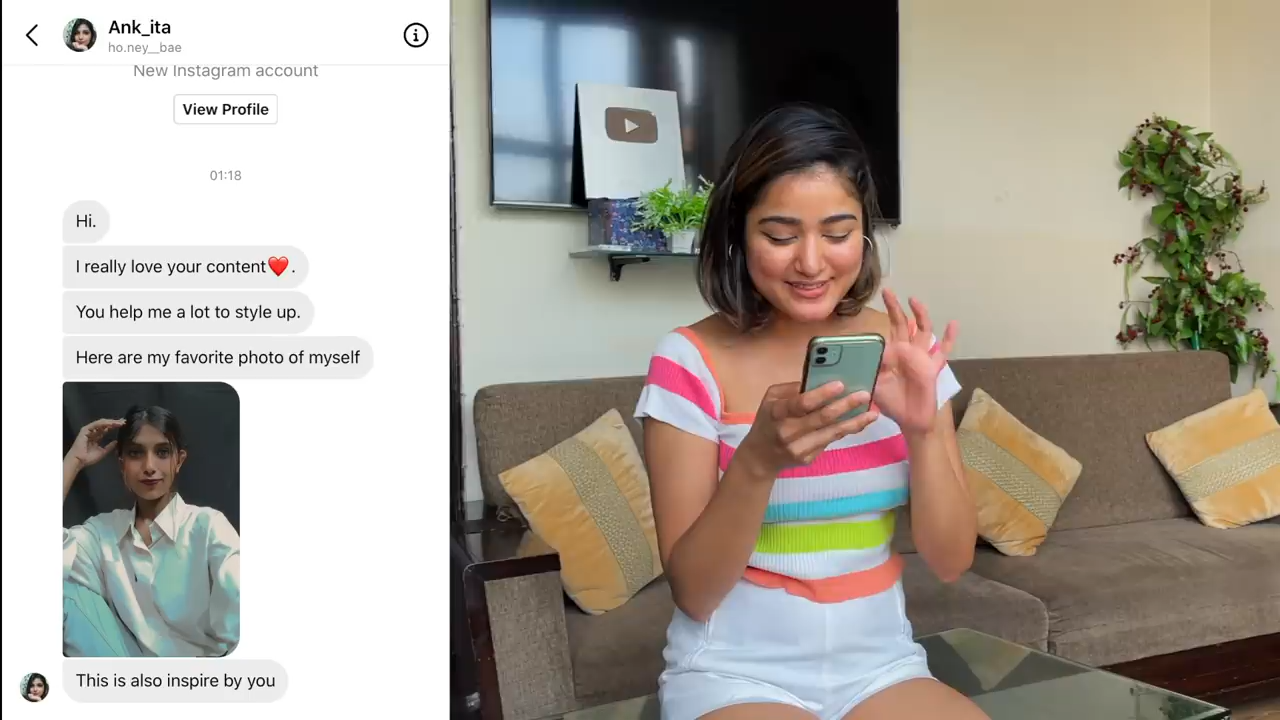 Ank_ita
ho.ney__bae
New Instagram account
View Profile
01:18
Hi.
I really love your content❤️.
You help me a lot to style up.
Here are my favorite photo of myself
This is also inspire by you